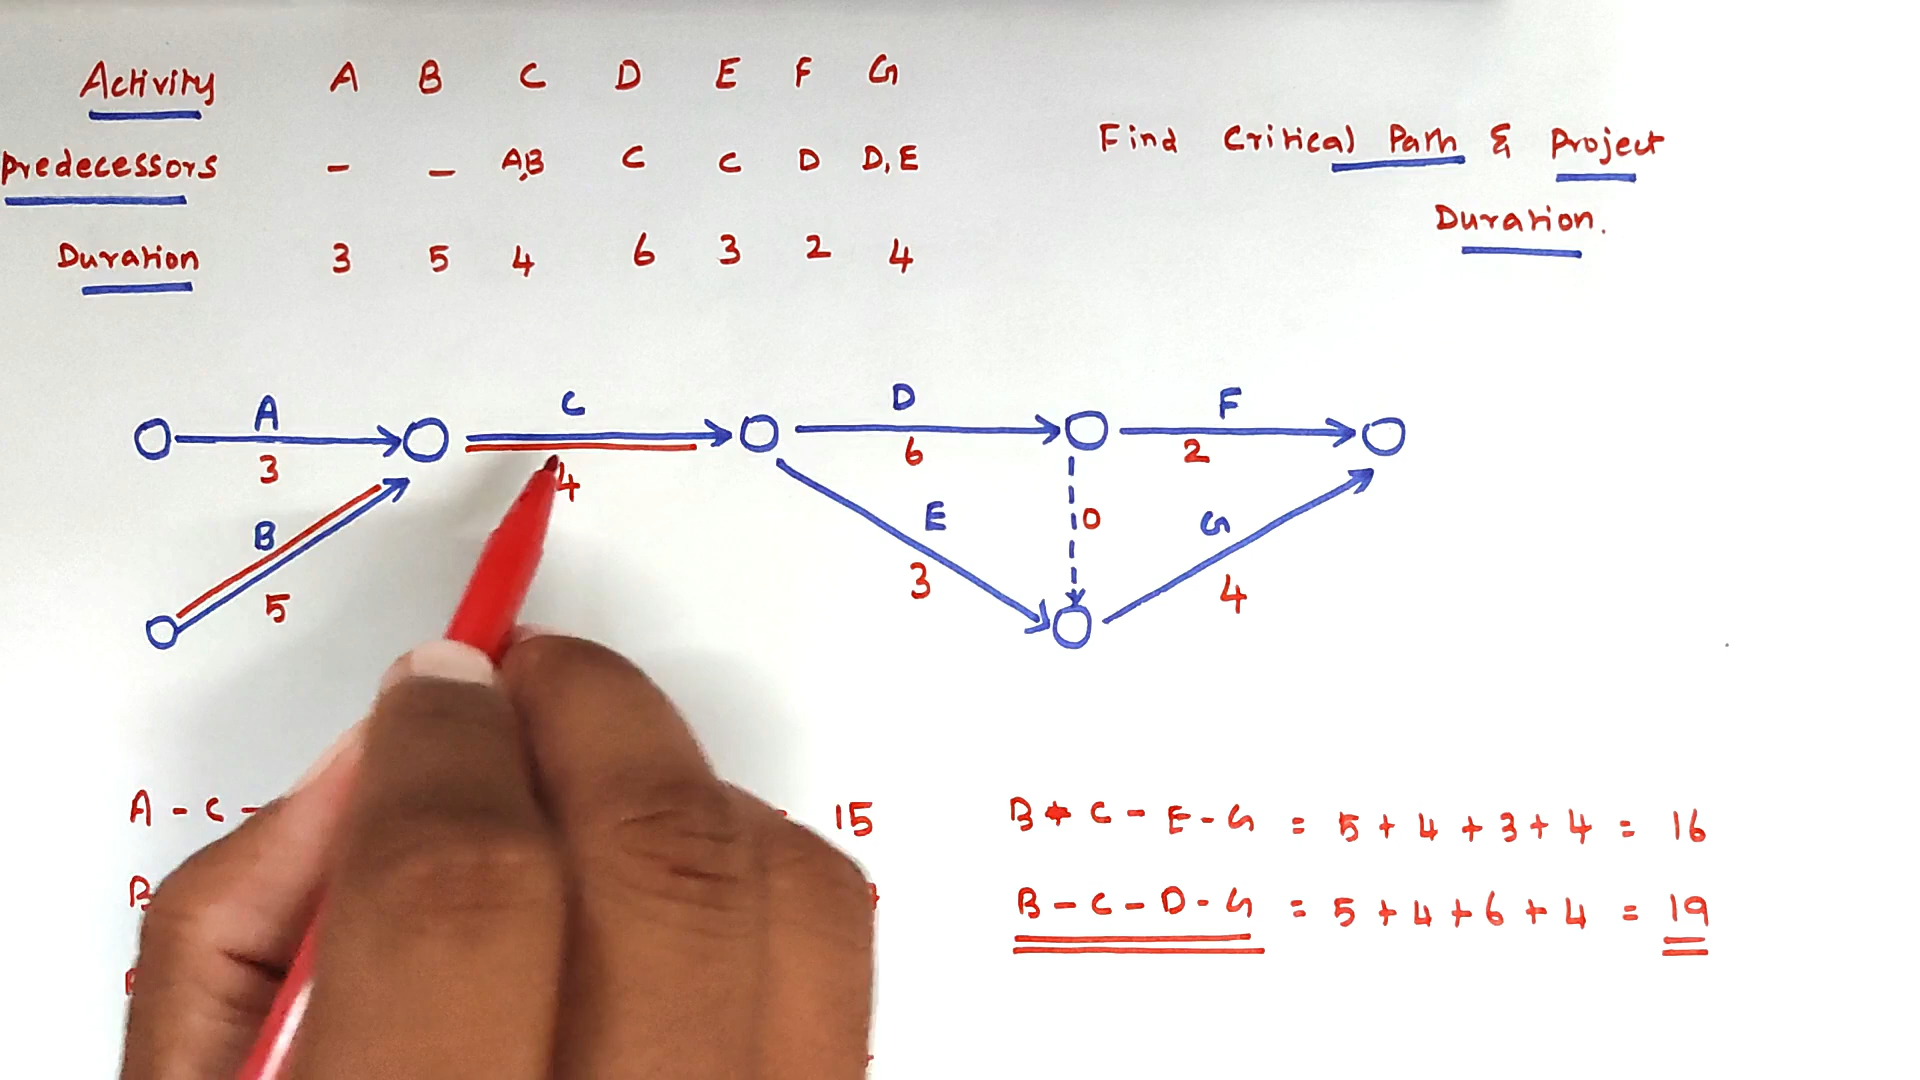 Activity A B C D E F G
Predecessors - - A,B C C D D, E
Duration 3 5 4 6 3 2 4
Find Critical Path & Project
Duration.
A C D F
3 4 6 2
B E 0 G
5 3 4
A - C - 15
B - C - E - G = 5 + 4 + 3 + 4 = 16
B
B - C - D - G = 5 + 4 + 6 + 4 = 19